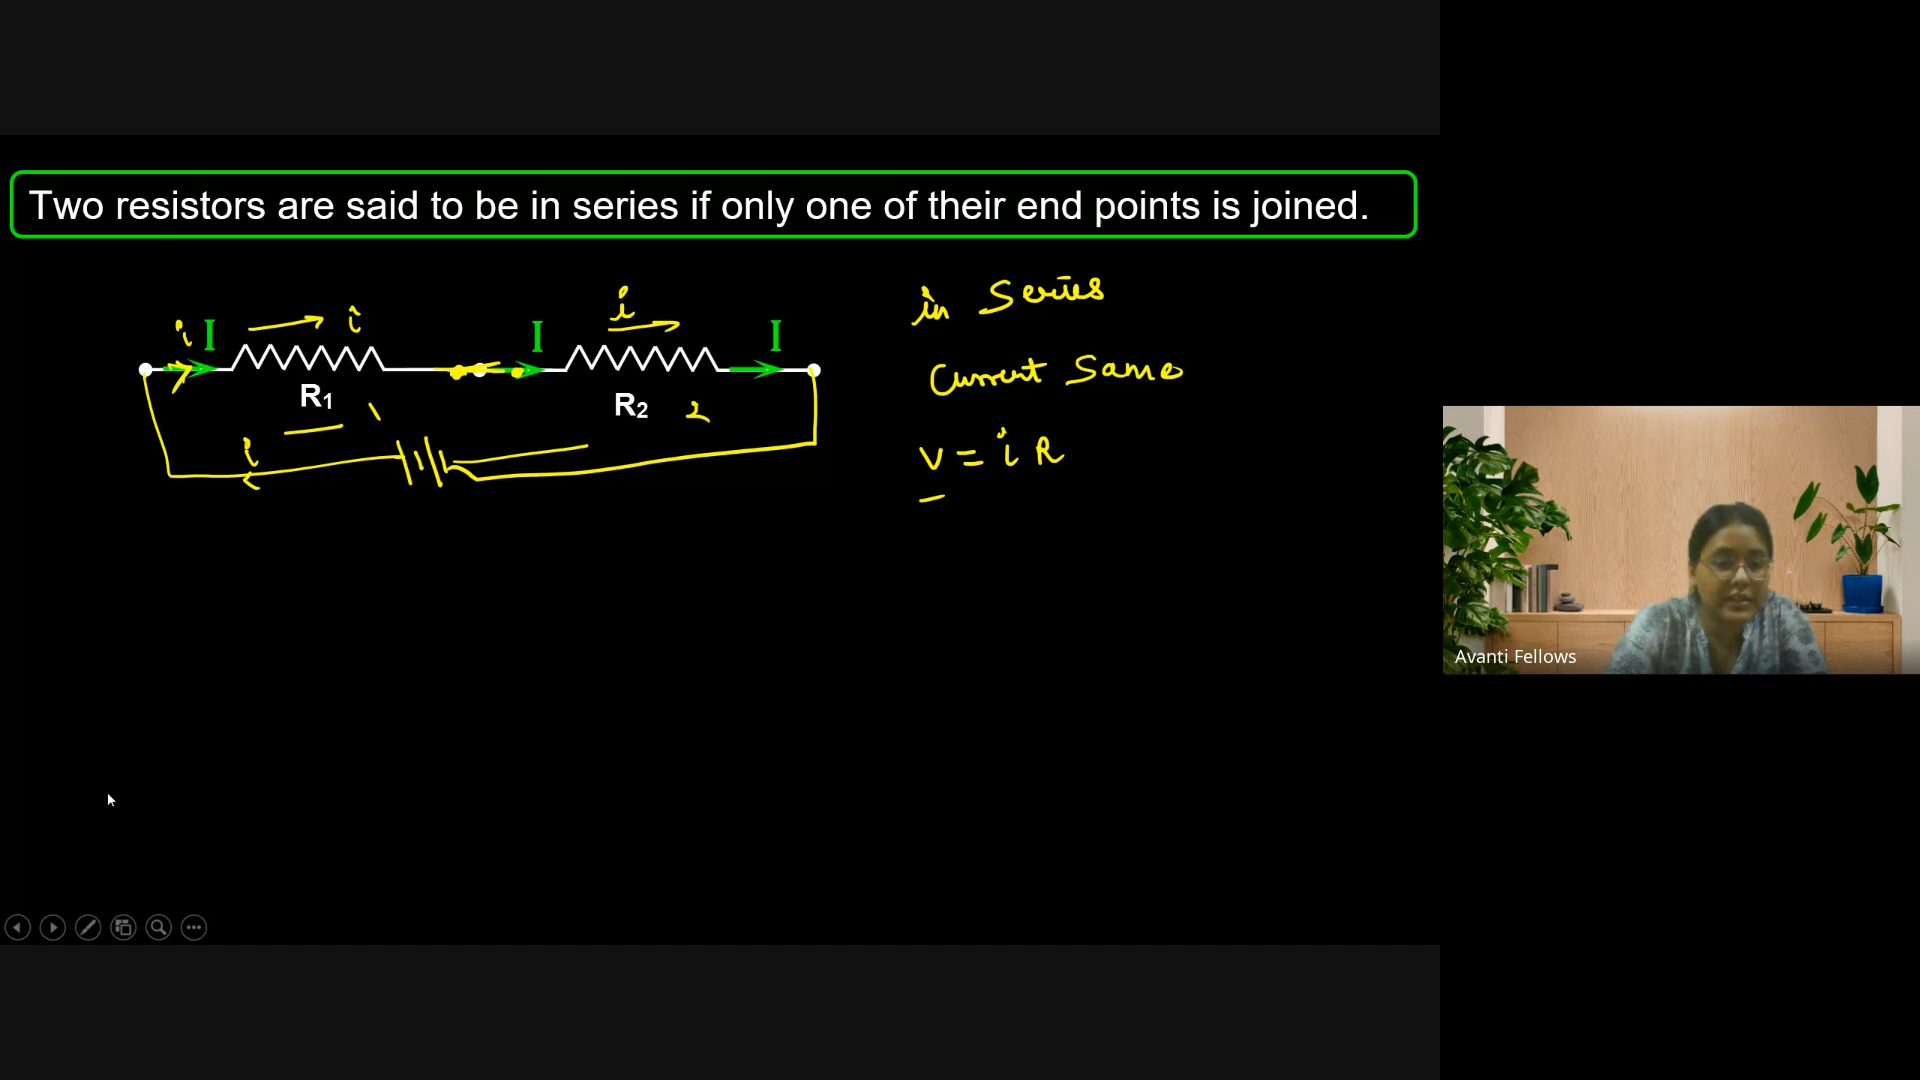 Two resistors are said to be in series if only one of their end points is joined.
i I i I i I
R1 1 R2 2
i
in Series
Current Same
v = i R
Avanti Fellows